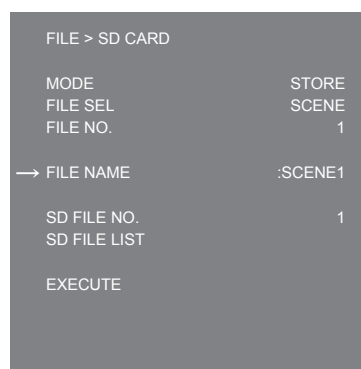 FILE > SD CARD
MODE STORE
FILE SEL SCENE
FILE NO. 1
→ FILE NAME :SCENE1
SD FILE NO. 1
SD FILE LIST
EXECUTE